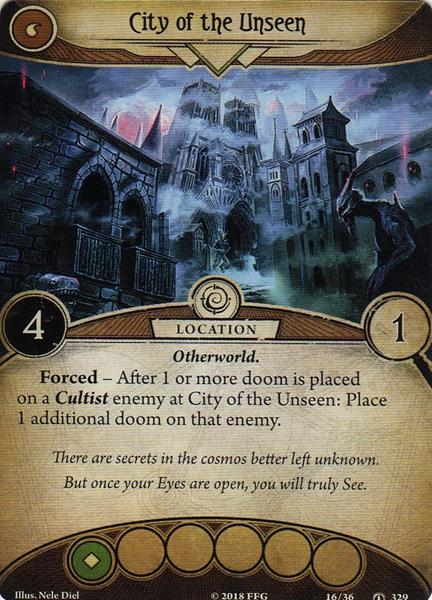 City of the Unseen
4
LOCATION
1
Otherworld.
Forced – After 1 or more doom is placed
on a Cultist enemy at City of the Unseen: Place
1 additional doom on that enemy.
There are secrets in the cosmos better left unknown.
But once your Eyes are open, you will truly See.
Illus. Nele Diel © 2018 FFG 16/36 329